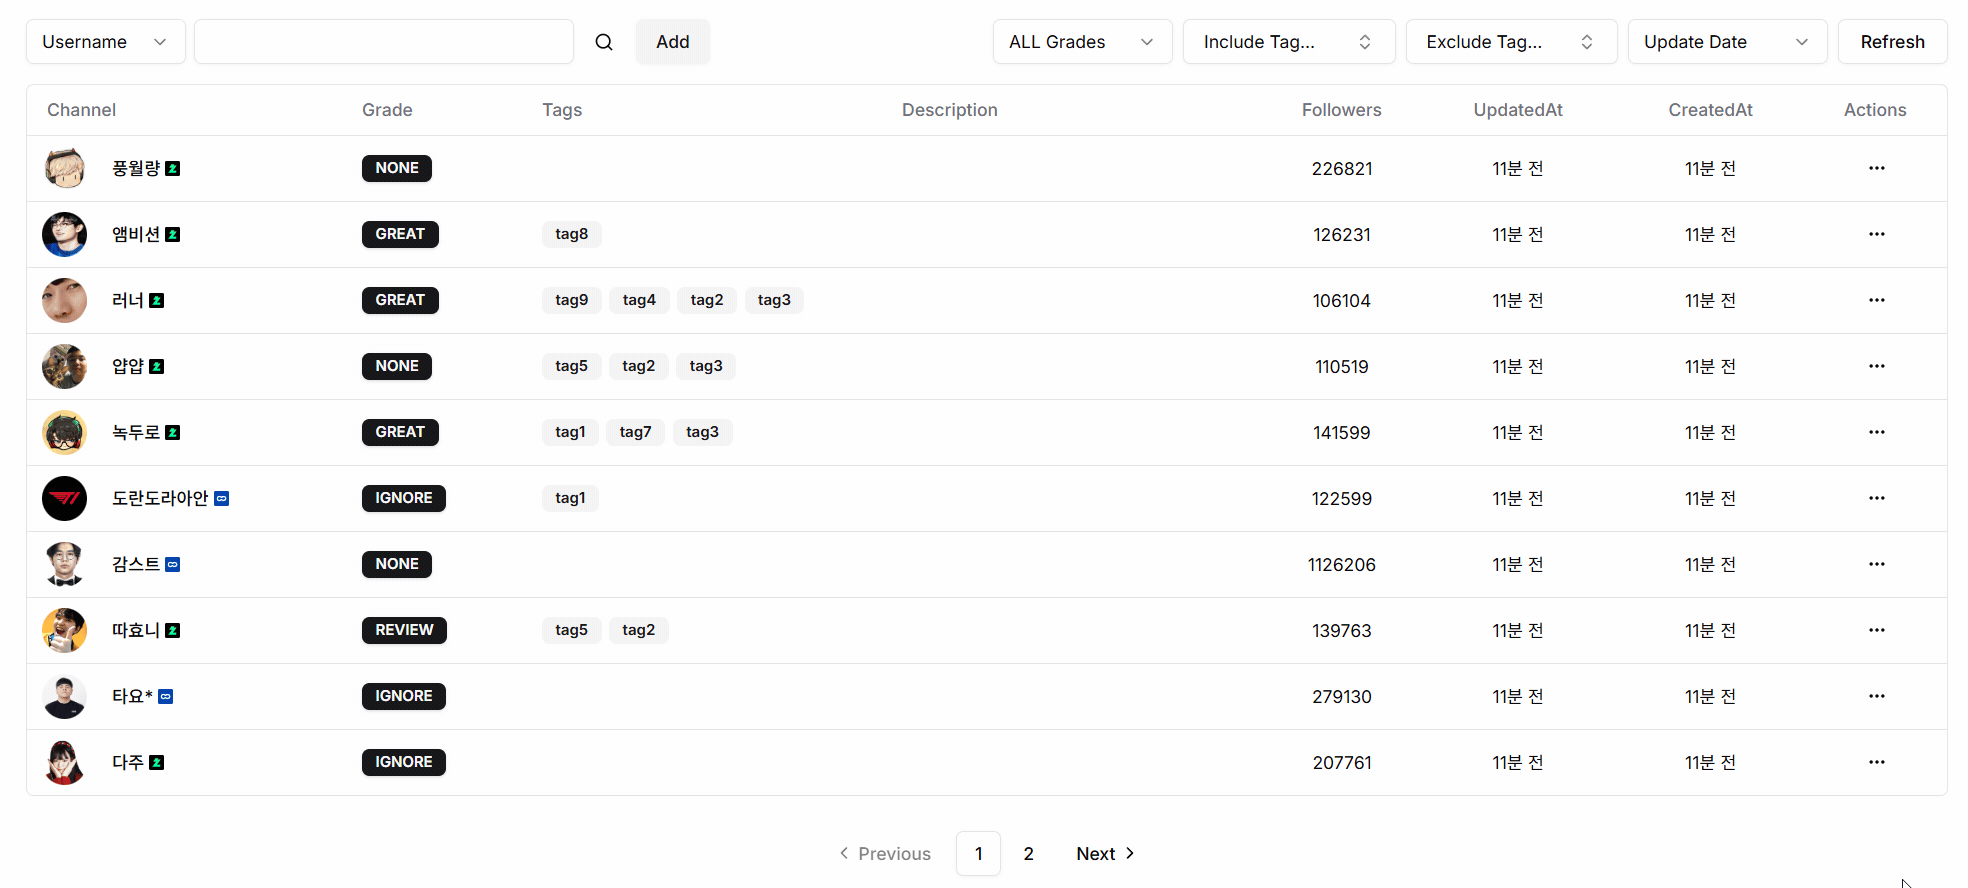 Username Add ALL Grades Include Tag... Exclude Tag... Update Date Refresh
Channel Grade Tags Description Followers UpdatedAt CreatedAt Actions
풍월량 NONE 226821 11분 전 11분 전
앰비션 GREAT tag8 126231 11분 전 11분 전
러너 GREAT tag9 tag4 tag2 tag3 106104 11분 전 11분 전
얍얍 NONE tag5 tag2 tag3 110519 11분 전 11분 전
녹두로 GREAT tag1 tag7 tag3 141599 11분 전 11분 전
도란도라아안 IGNORE tag1 122599 11분 전 11분 전
감스트 NONE 1126206 11분 전 11분 전
따효니 REVIEW tag5 tag2 139763 11분 전 11분 전
타요* IGNORE 279130 11분 전 11분 전
다주 IGNORE 207761 11분 전 11분 전
Previous 1 2 Next